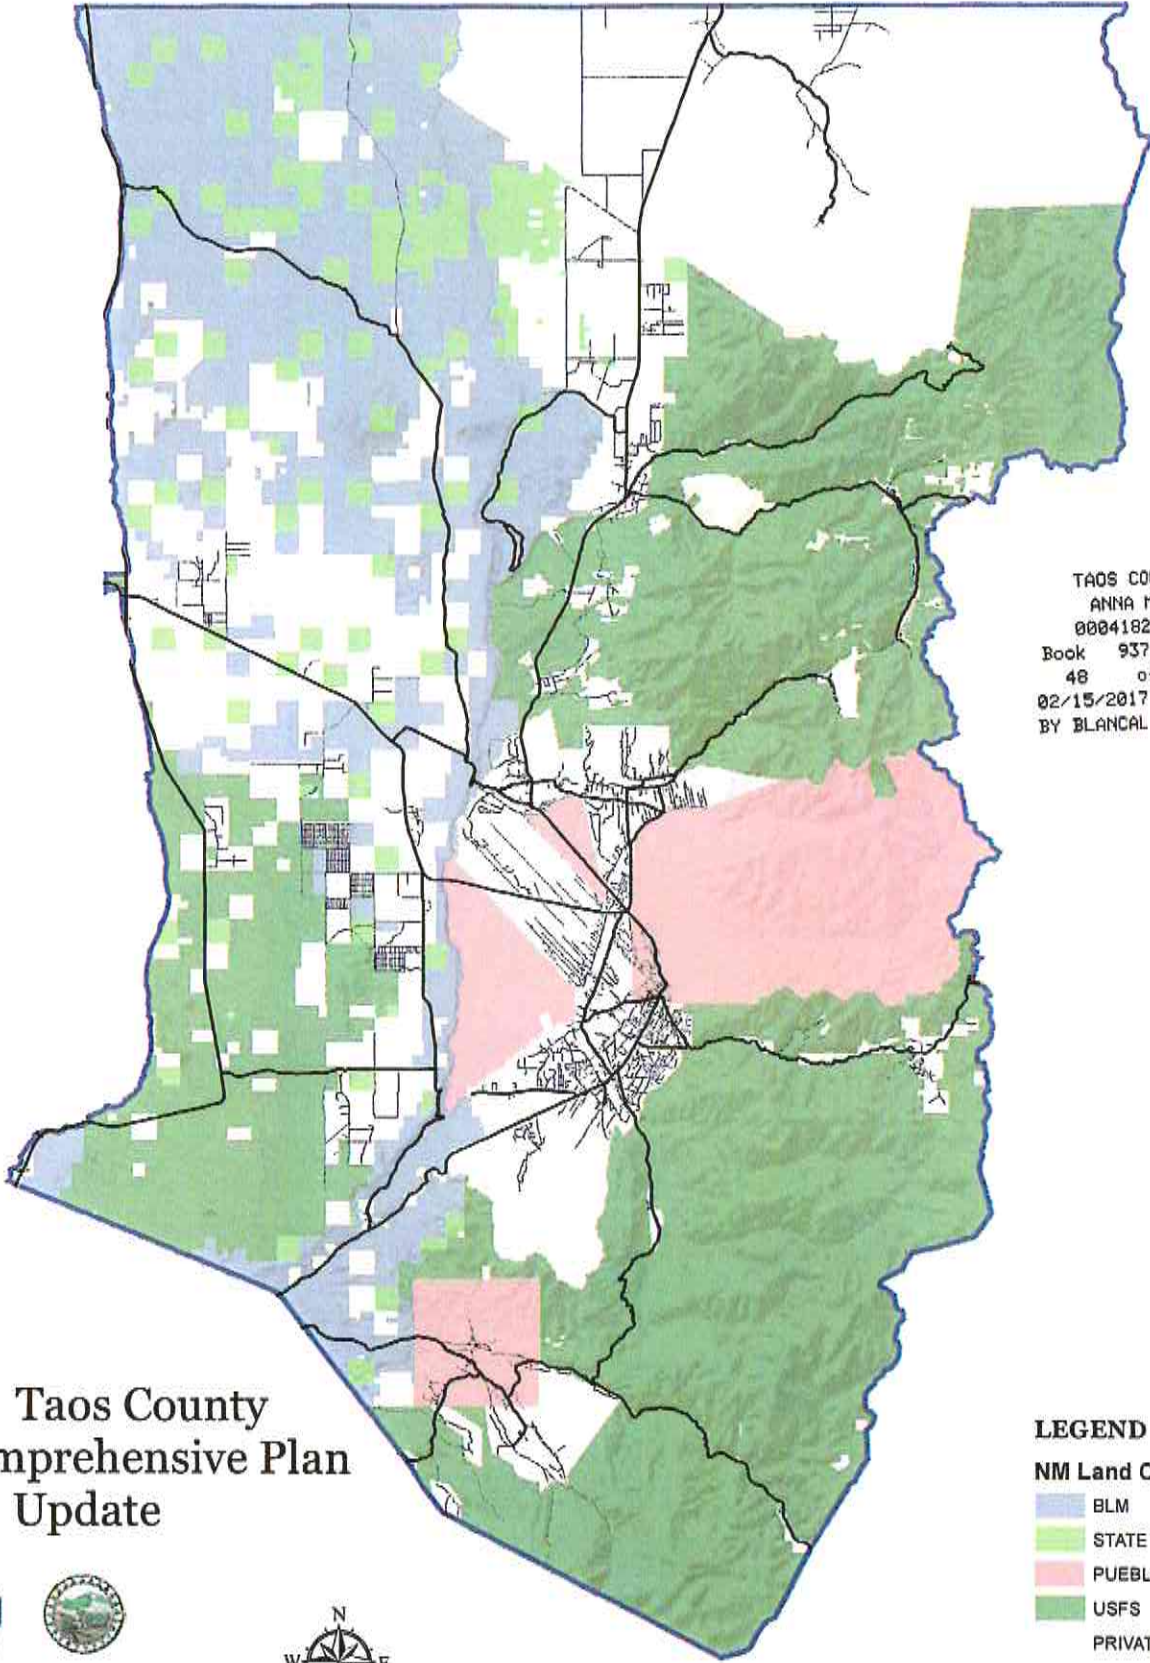 TAOS CO
ANNA
0004182
Book 937
48
02/15/2017
BY BLANCAL
Taos County
mprehensive Plan
Update
N
W E
LEGEND
NM Land
BLM
STATE
PUEBL
USFS
PRIVAT